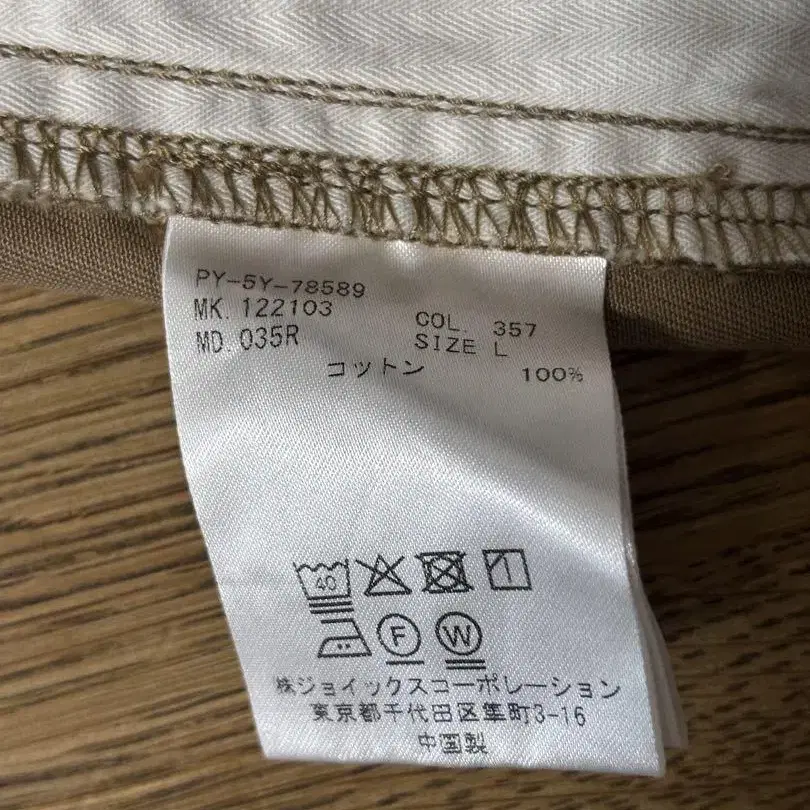 PY-5Y-78589
MK. 122103
MD. 035R
COL. 357
SIZE L
コットン 100%
40
F W
株ジョイックスコーポレーション
東京都千代田区隼町3-16
中国製